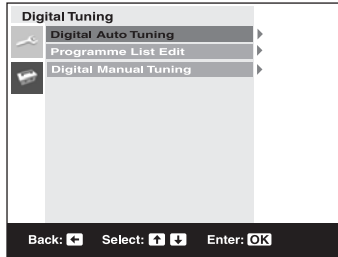 Digital Tuning
Digital Auto Tuning
Programme List Edit
Digital Manual Tuning
Back: ← Select: ↑ ↓ Enter: OK